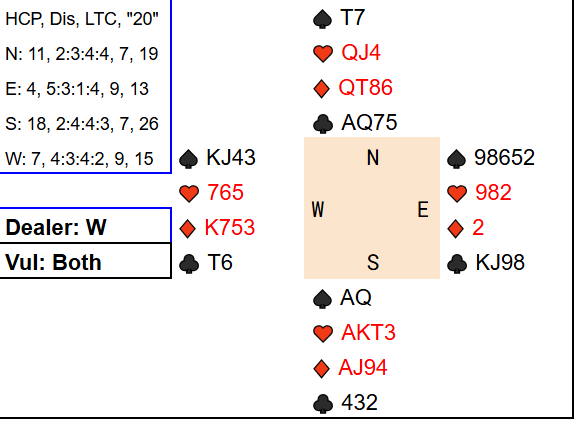 HCP, Dis, LTC, "20"
N: 11, 2:3:4:4, 7, 19
E: 4, 5:3:1:4, 9, 13
S: 18, 2:4:4:3, 7, 26
W: 7, 4:3:4:2, 9, 15
Dealer: W
Vul: Both
♠ T7
♥ QJ4
♦ QT86
♣ AQ75
♠ KJ43
♥ 765
♦ K753
♣ T6
N
W E
S
♠ 98652
♥ 982
♦ 2
♣ KJ98
♠ AQ
♥ AKT3
♦ AJ94
♣ 432